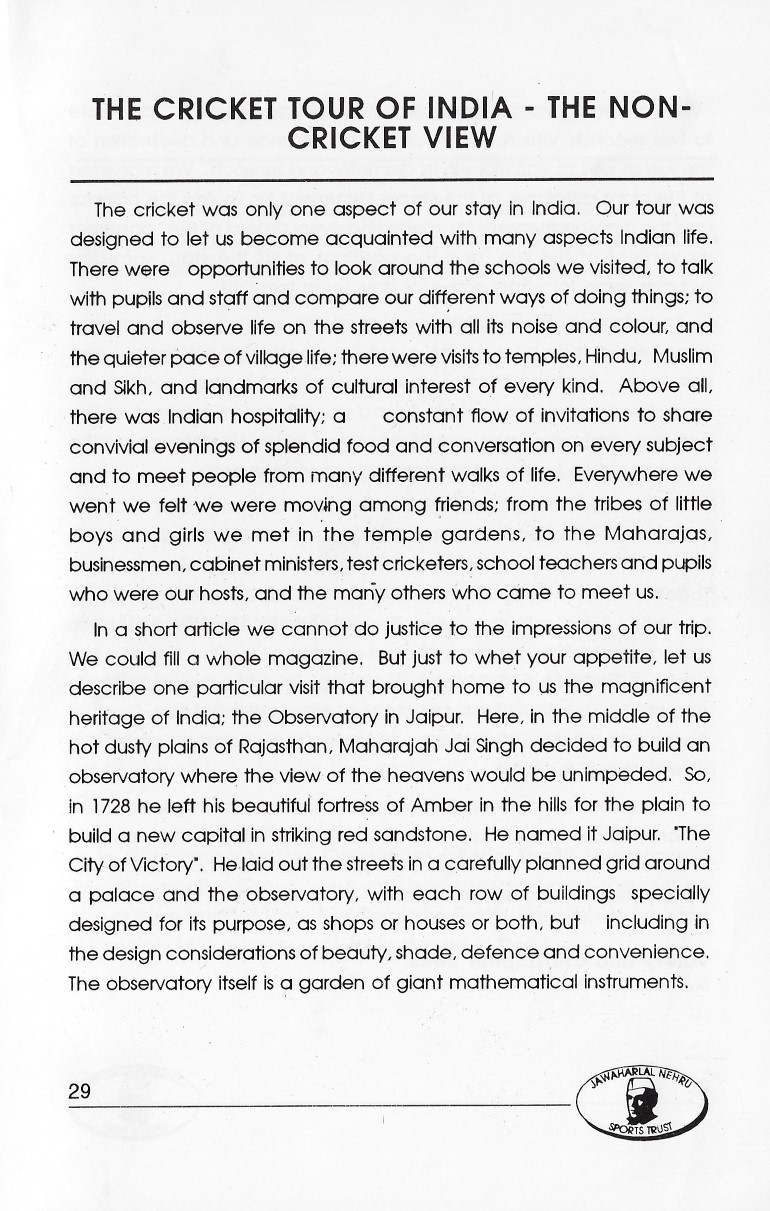 THE CRICKET TOUR OF INDIA - THE NON-
CRICKET VIEW
The cricket was only one aspect of our stay in India. Our tour was
designed to let us become acquainted with many aspects Indian life.
There were opportunities to look around the schools we visited, to talk
with pupils and staff and compare our different ways of doing things; to
travel and observe life on the streets with all its noise and colour, and
the quieter pace of village life; there were visits to temples, Hindu, Muslim
and Sikh, and landmarks of cultural interest of every kind. Above all,
there was Indian hospitality; a constant flow of invitations to share
convivial evenings of splendid food and conversation on every subject
and to meet people from many different walks of life. Everywhere we
went we felt we were moving among friends; from the tribes of little
boys and girls we met in the temple gardens, to the Maharajas,
businessmen, cabinet ministers, test cricketers, school teachers and pupils
who were our hosts, and the many others who came to meet us.
In a short article we cannot do justice to the impressions of our trip.
We could fill a whole magazine. But just to whet your appetite, let us
describe one particular visit that brought home to us the magnificent
heritage of India; the Observatory in Jaipur. Here, in the middle of the
hot dusty plains of Rajasthan, Maharajah Jai Singh decided to build an
observatory where the view of the heavens would be unimpeded. So,
in 1728 he left his beautiful fortress of Amber in the hills for the plain to
build a new capital in striking red sandstone. He named it Jaipur. "The
City of Victory". He laid out the streets in a carefully planned grid around
a palace and the observatory, with each row of buildings specially
designed for its purpose, as shops or houses or both, but including in
the design considerations of beauty, shade, defence and convenience.
The observatory itself is a garden of giant mathematical instruments.
29
JAWAHARLAL NEHRU
SPORTS TRUST